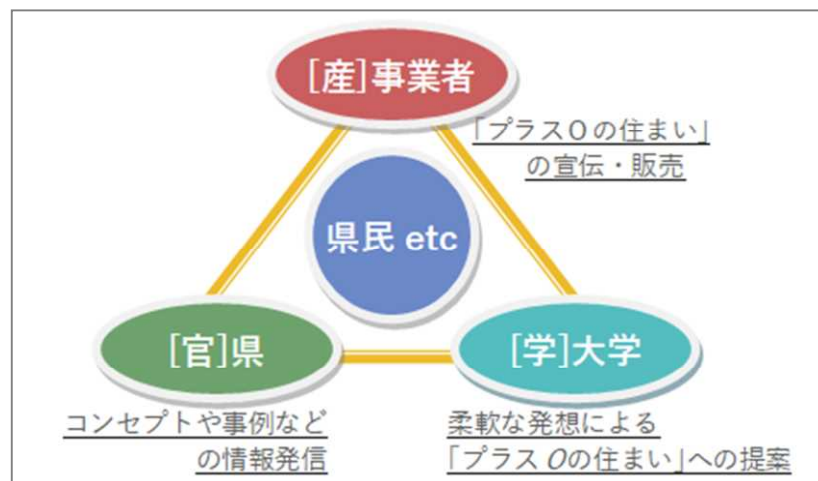 [産]事業者
「プラスOの住まい」
の宣伝・販売
県民 etc
[官]県
[学]大学
コンセプトや事例など
の情報発信
柔軟な発想による
「プラスOの住まい」への提案